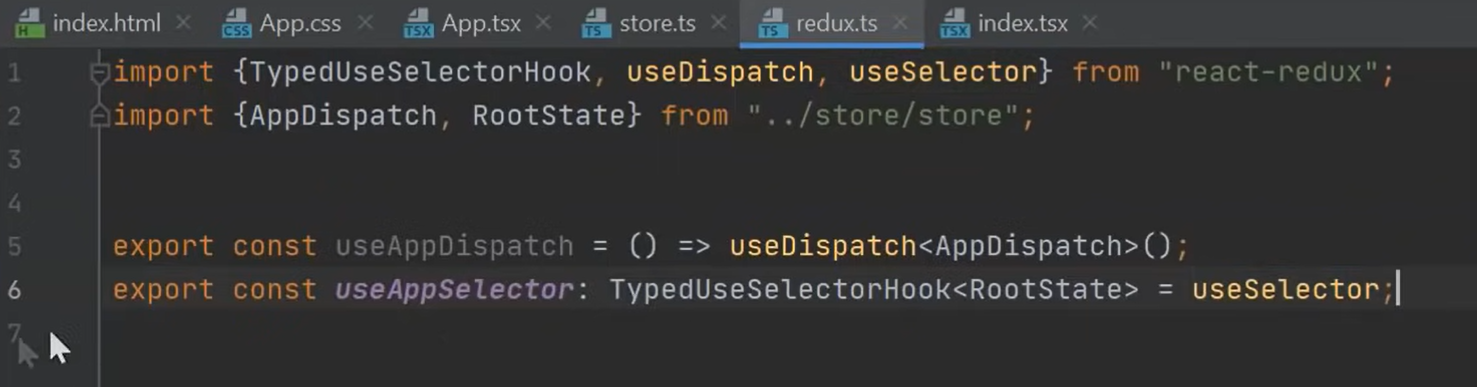 index.html App.css App.tsx store.ts redux.ts index.tsx
H CSS TSX TS TS TSX
1 import {TypedUseSelectorHook, useDispatch, useSelector} from "react-redux";
2 import {AppDispatch, RootState} from "../store/store";
3
4
5 export const useAppDispatch = () => useDispatch<AppDispatch>();
6 export const useAppSelector: TypedUseSelectorHook<RootState> = useSelector;
7